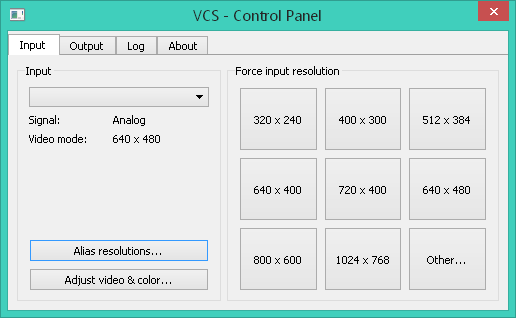 VCS - Control Panel
Input
Output
Log
About
Input
Signal: Analog
Video mode: 640 x 480
Alias resolutions...
Adjust video & color...
Force input resolution
320 x 240
400 x 300
512 x 384
640 x 400
720 x 400
640 x 480
800 x 600
1024 x 768
Other...